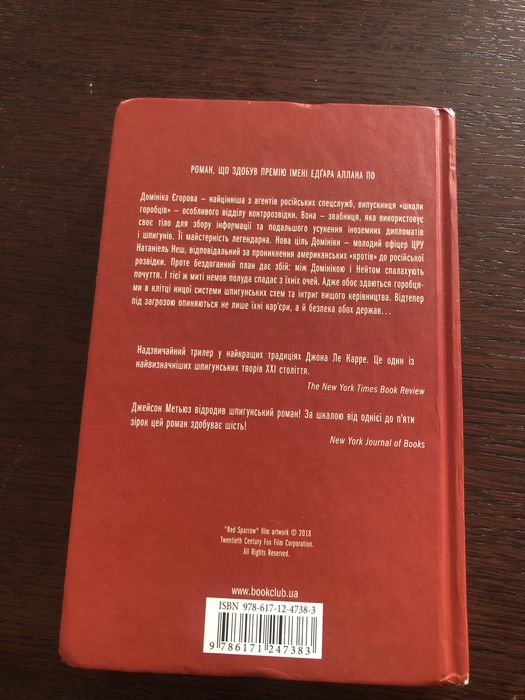 РОМАН, ЩО ЗДОБУВ ПРЕМІЮ ІМЕНІ ЕДҐАРА АЛЛАНА ПО
Домініка Єгорова – найцінніша з агентів російських спецслужб, випускниця «школи
горобців» – особливого відділу контррозвідки. Вона – звабниця, яка використовує
своє тіло для збору інформації та подальшого усунення іноземних дипломатів
і шпигунів. Її майстерність легендарна. Нова ціль Домініки – молодий офіцер ЦРУ
Натаніель Неш, відповідальний за проникнення американських «кротів» до російської
розвідки. Проте бездоганний план дає збій: між Домінікою і Нейтом спалахують
почуття. І тієї ж миті немов полуда спадає з їхніх очей. Адже обоє здаються горобця-
ми в клітці ницої системи шпигунських схем та інтриг вищого керівництва. Відтепер
під загрозою опиняються не лише їхні кар'єри, а й безпека обох держав...
Надзвичайний трилер у найкращих традиціях Джона Ле Карре. Це один із
найвизначніших шпигунських творів XXI століття.
The New York Times Book Review
Джейсон Метьюз відродив шпигунський роман! За шкалою від однієї до п'яти
зірок цей роман здобуває шість!
New York Journal of Books
"Red Sparrow" film artwork © 2018
Twentieth Century Fox Film Corporation.
All Rights Reserved.
www.bookclub.ua
ISBN 978-617-12-4738-3
9 786171 247383